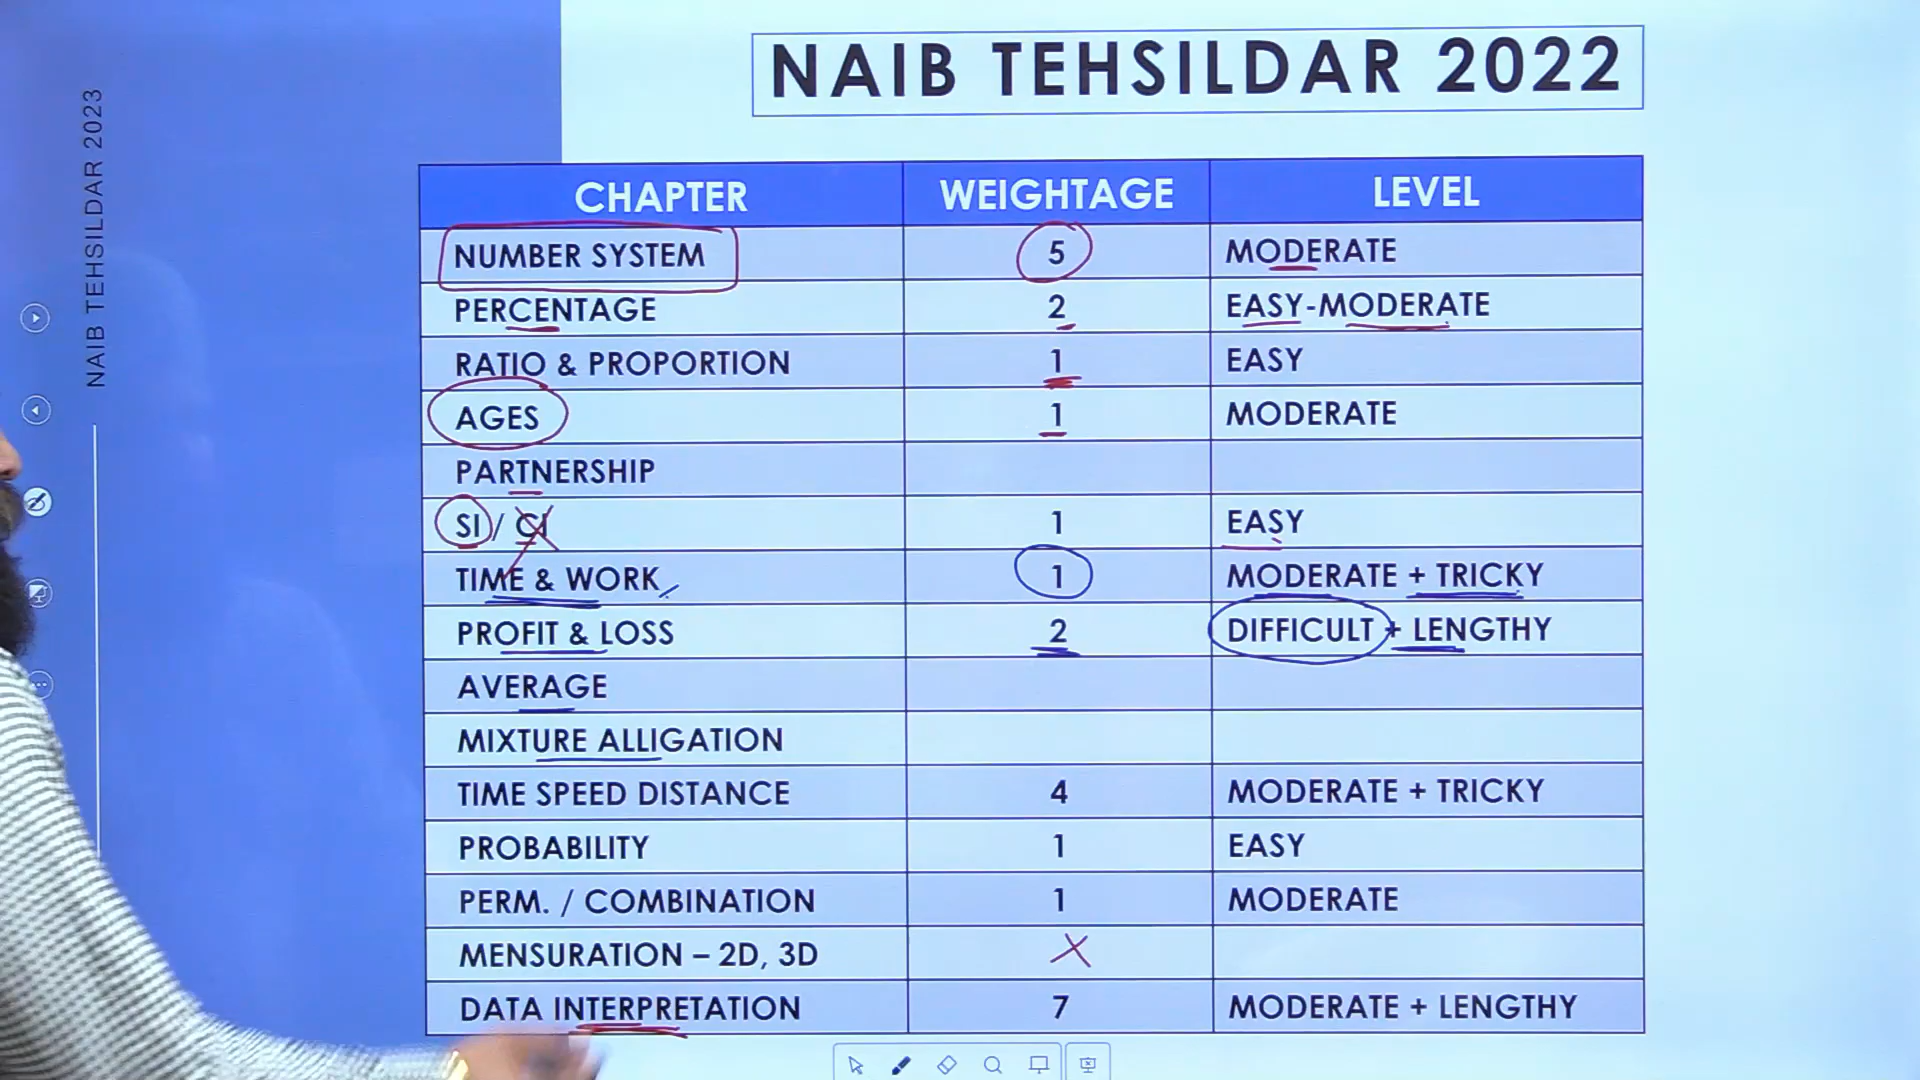 NAIB TEHSILDAR 2022
NAIB TEHSILDAR 2023
CHAPTER WEIGHTAGE LEVEL
NUMBER SYSTEM 5 MODERATE
PERCENTAGE 2 EASY-MODERATE
RATIO & PROPORTION 1 EASY
AGES 1 MODERATE
PARTNERSHIP
SI / CI 1 EASY
TIME & WORK 1 MODERATE + TRICKY
PROFIT & LOSS 2 DIFFICULT + LENGTHY
AVERAGE
MIXTURE ALLIGATION
TIME SPEED DISTANCE 4 MODERATE + TRICKY
PROBABILITY 1 EASY
PERM. / COMBINATION 1 MODERATE
MENSURATION – 2D, 3D
DATA INTERPRETATION 7 MODERATE + LENGTHY